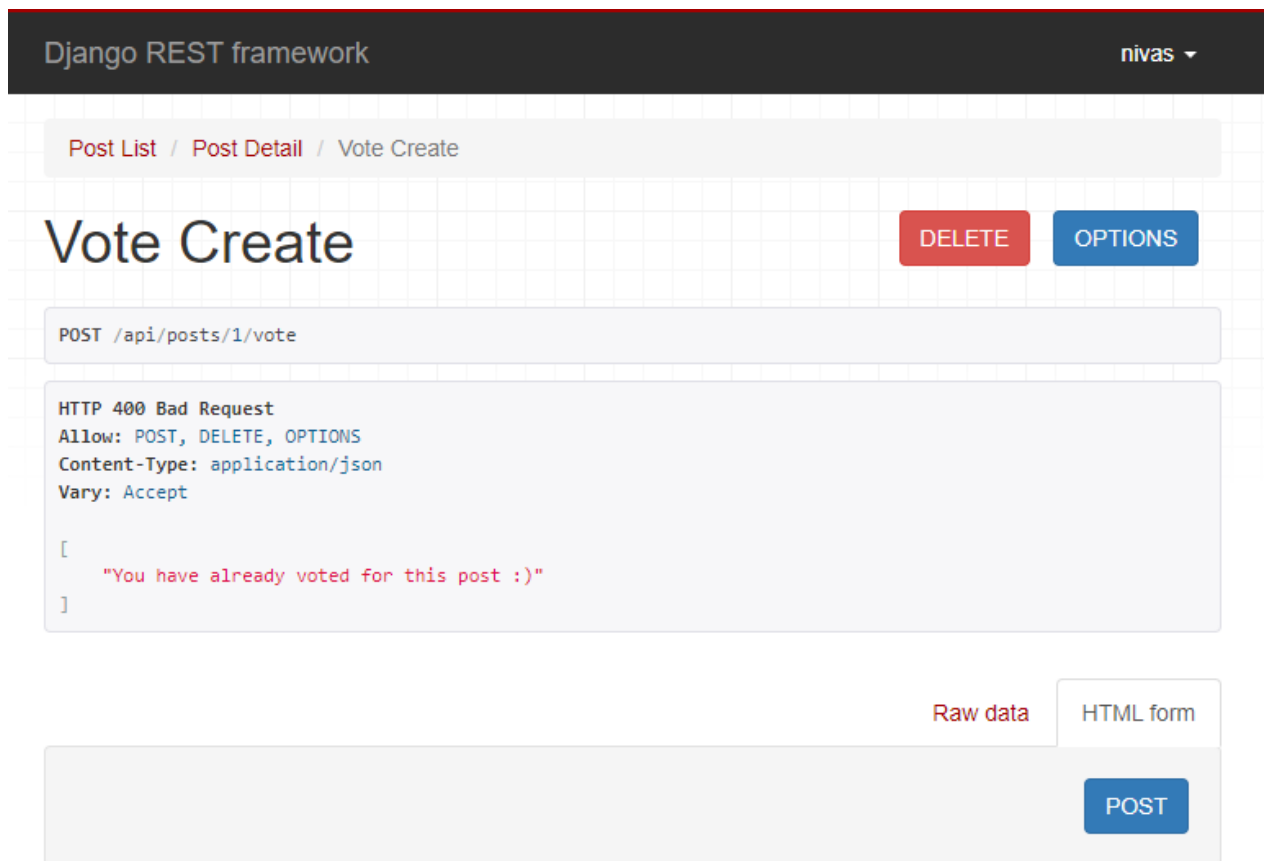 Django REST framework
nivas
Post List / Post Detail / Vote Create
Vote Create
DELETE
OPTIONS
POST /api/posts/1/vote
HTTP 400 Bad Request
Allow: POST, DELETE, OPTIONS
Content-Type: application/json
Vary: Accept
[
    "You have already voted for this post :)"
]
Raw data
HTML form
POST